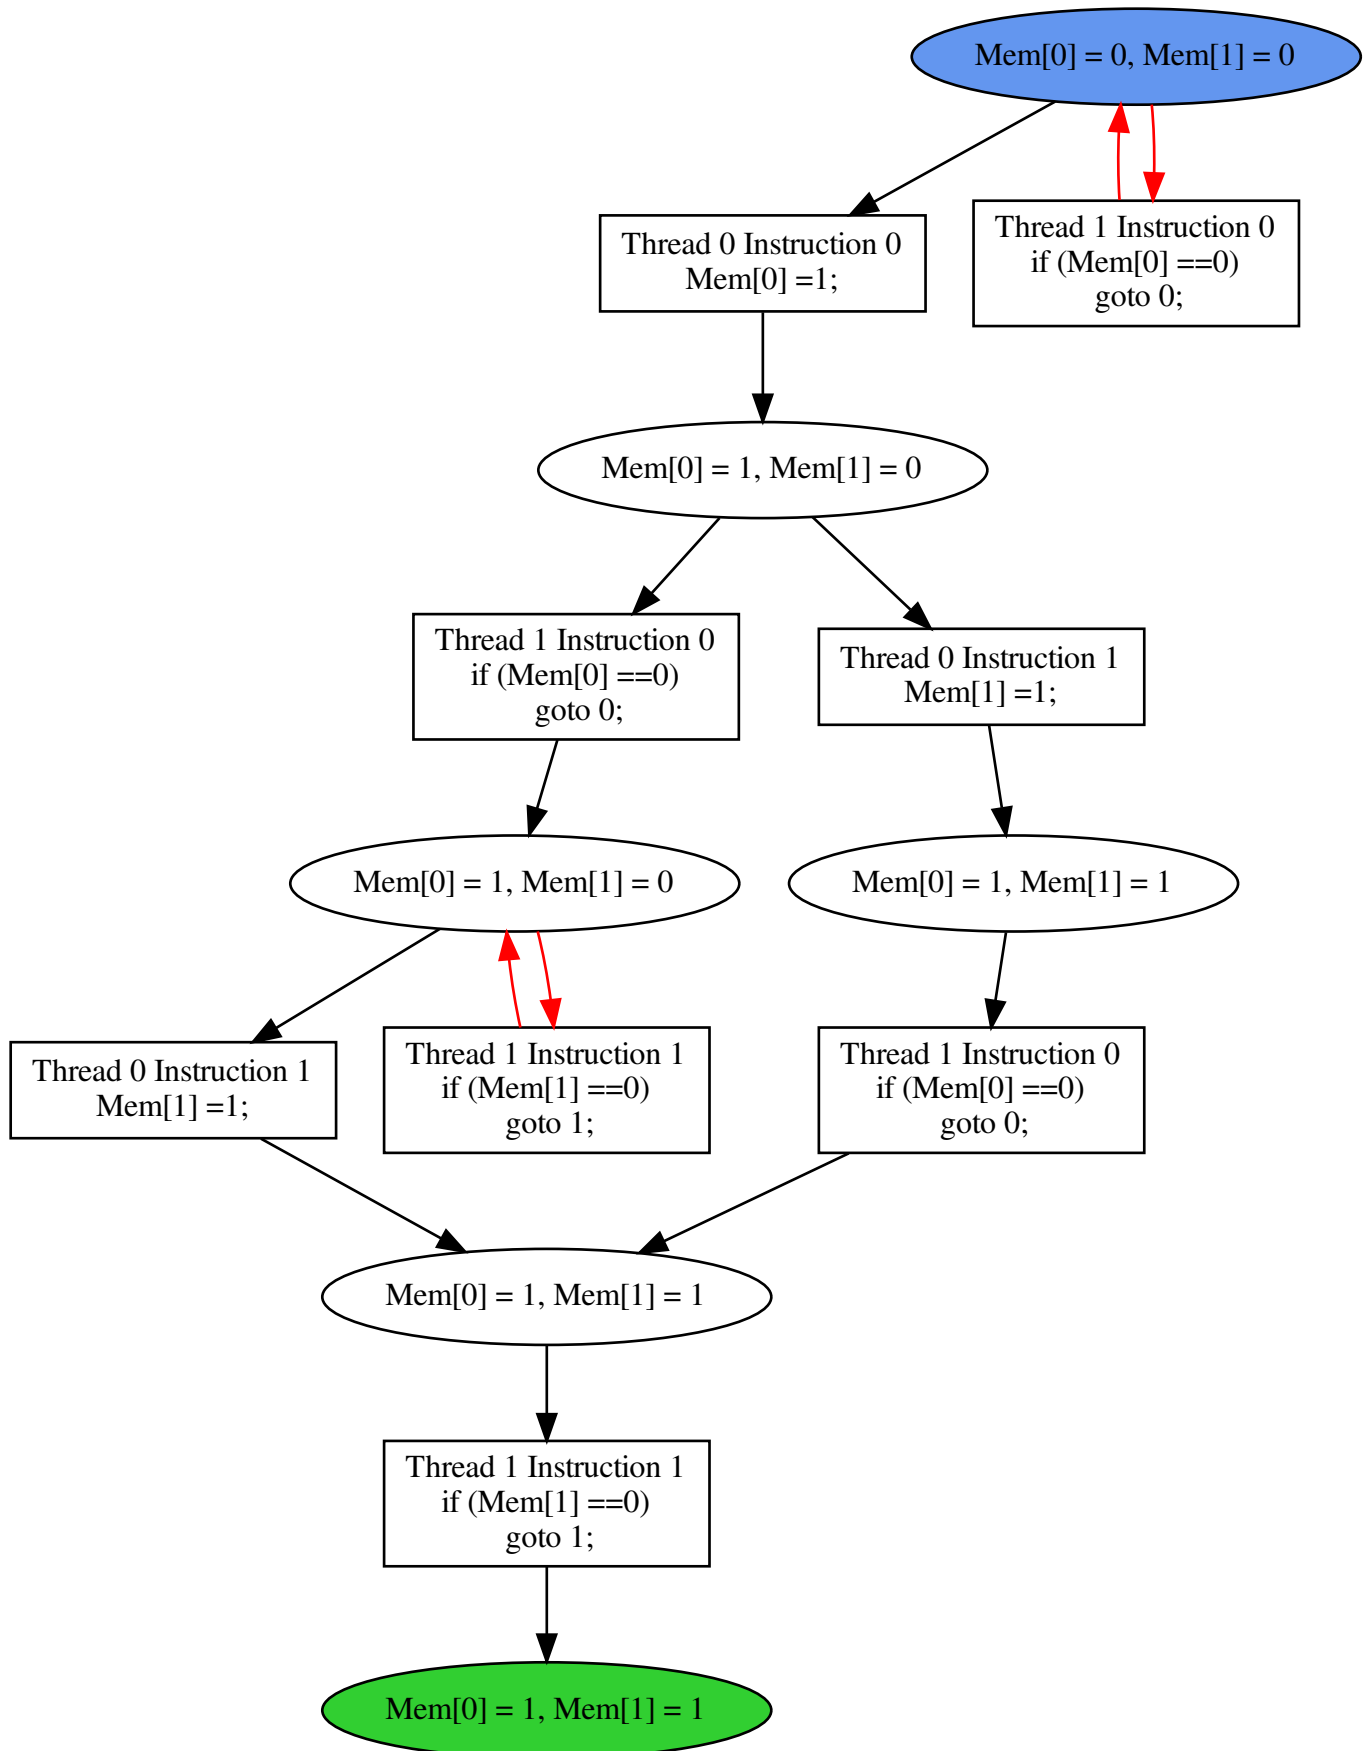 Mem[0] = 0, Mem[1] = 0
Thread 0 Instruction 0
Mem[0] =1;
Thread 1 Instruction 0
if (Mem[0] ==0)
goto 0;
Mem[0] = 1, Mem[1] = 0
Thread 1 Instruction 0
if (Mem[0] ==0)
goto 0;
Thread 0 Instruction 1
Mem[1] =1;
Mem[0] = 1, Mem[1] = 0
Mem[0] = 1, Mem[1] = 1
Thread 0 Instruction 1
Mem[1] =1;
Thread 1 Instruction 1
if (Mem[1] ==0)
goto 1;
Thread 1 Instruction 0
if (Mem[0] ==0)
goto 0;
Mem[0] = 1, Mem[1] = 1
Thread 1 Instruction 1
if (Mem[1] ==0)
goto 1;
Mem[0] = 1, Mem[1] = 1